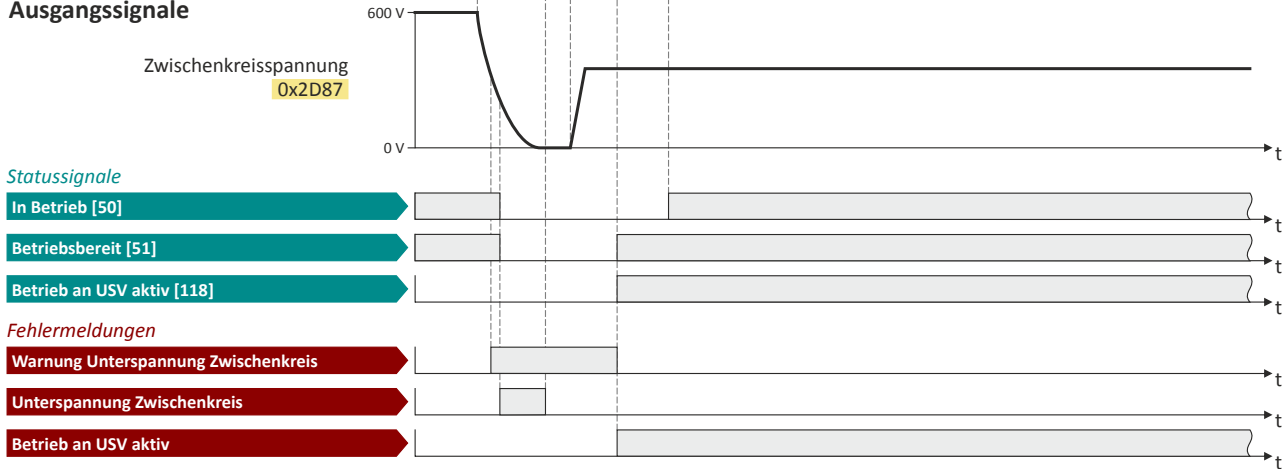 Ausgangssignale
600 V
Zwischenkreisspannung
0x2D87
0 V
t
Statussignale
In Betrieb [50]
t
Betriebsbereit [51]
t
Betrieb an USV aktiv [118]
t
Fehlermeldungen
Warnung Unterspannung Zwischenkreis
t
Unterspannung Zwischenkreis
t
Betrieb an USV aktiv
t